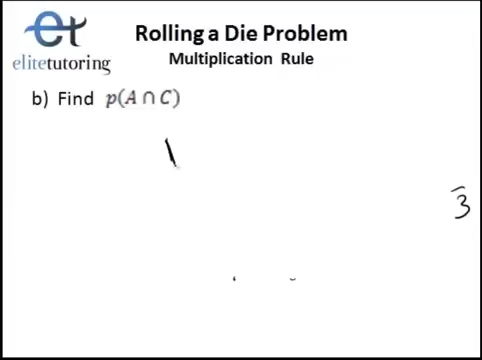 Rolling a Die Problem
et
elitetutoring
Multiplication Rule
b) Find p(A ∩ C)
3